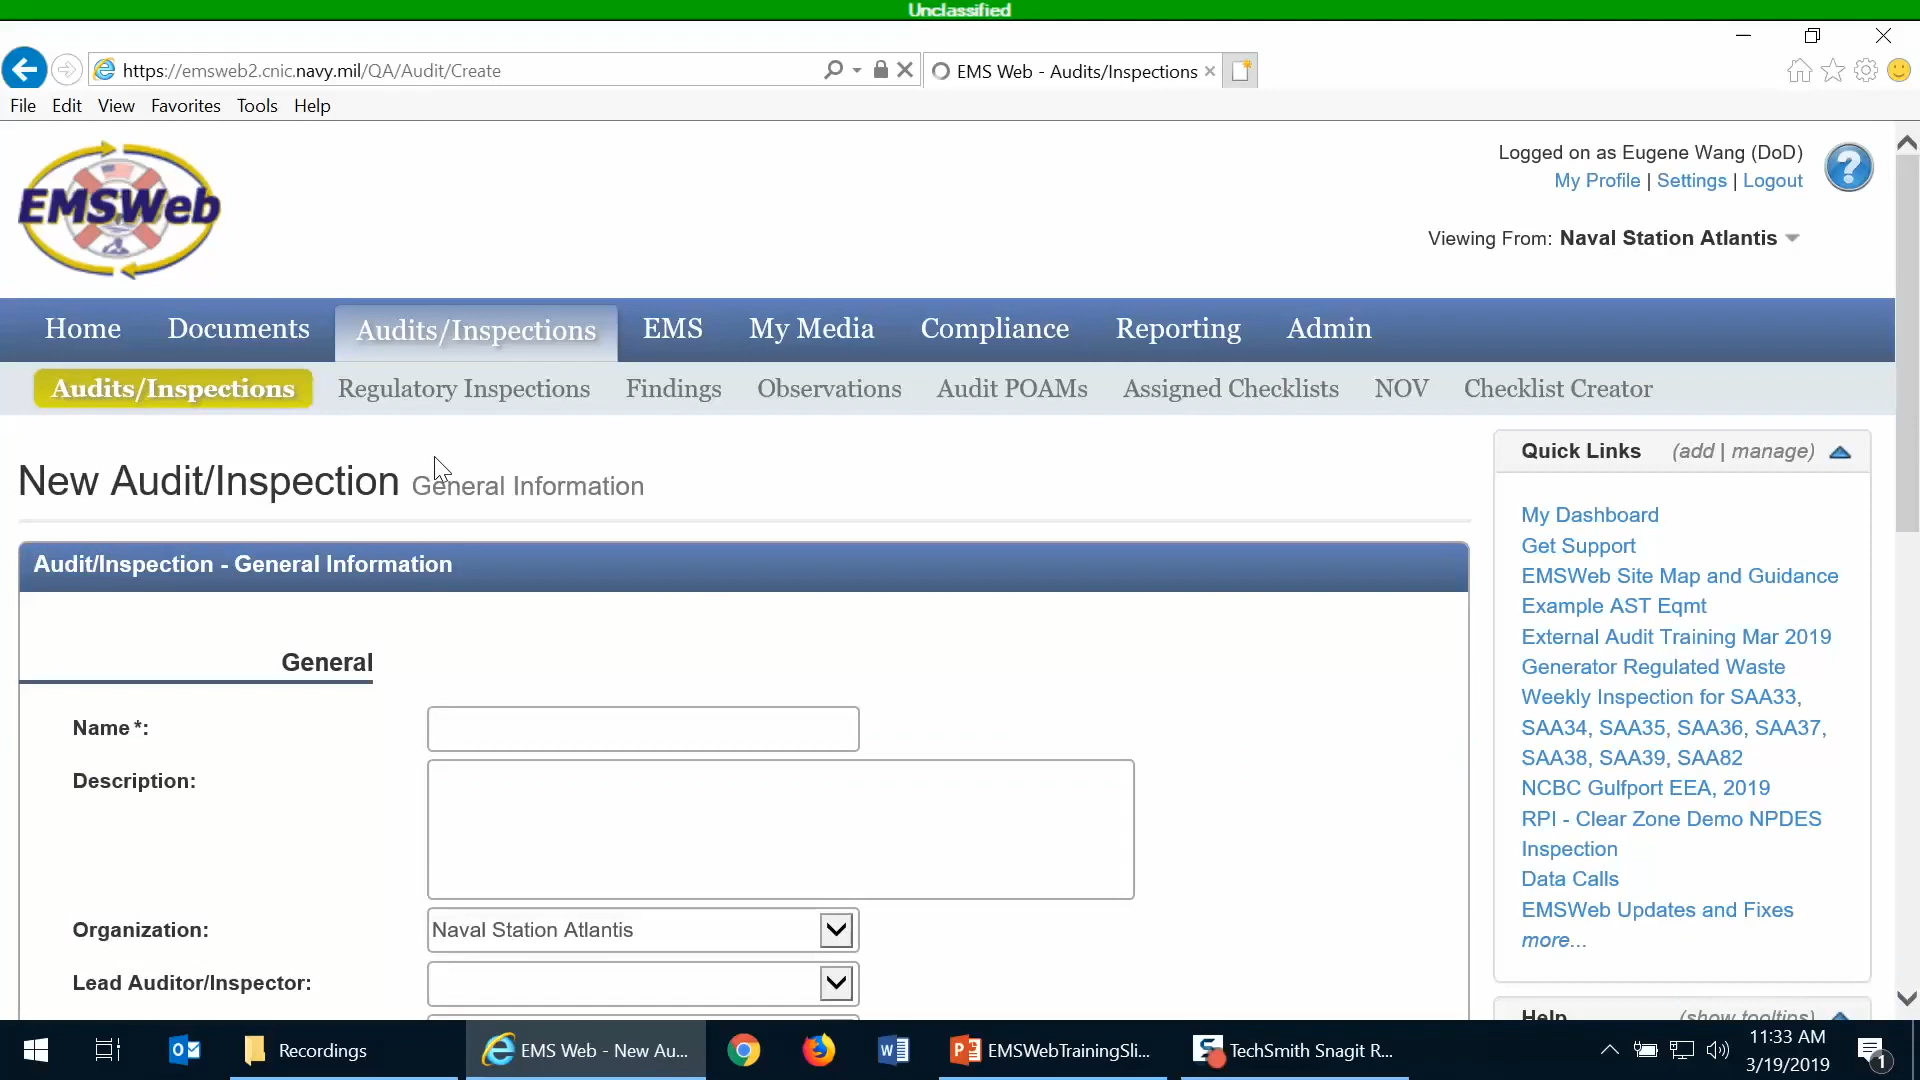 Unclassified
https://emsweb2.cnic.navy.mil/QA/Audit/Create
EMS Web - Audits/Inspections
File Edit View Favorites Tools Help
EMSWeb
Logged on as Eugene Wang (DoD)
My Profile | Settings | Logout
Viewing From: Naval Station Atlantis
Home Documents Audits/Inspections EMS My Media Compliance Reporting Admin
Audits/Inspections Regulatory Inspections Findings Observations Audit POAMs Assigned Checklists NOV Checklist Creator
New Audit/Inspection General Information
Audit/Inspection - General Information
General
Name*:
Description:
Organization: Naval Station Atlantis
Lead Auditor/Inspector:
Quick Links (add | manage)
My Dashboard
Get Support
EMSWeb Site Map and Guidance
Example AST Eqmt
External Audit Training Mar 2019
Generator Regulated Waste
Weekly Inspection for SAA33,
SAA34, SAA35, SAA36, SAA37,
SAA38, SAA39, SAA82
NCBC Gulfport EEA, 2019
RPI - Clear Zone Demo NPDES
Inspection
Data Calls
EMSWeb Updates and Fixes
more...
Help (show tooltips)
Recordings
EMS Web - New Au...
EMSWebTrainingSli...
TechSmith Snagit R...
11:33 AM
3/19/2019
1